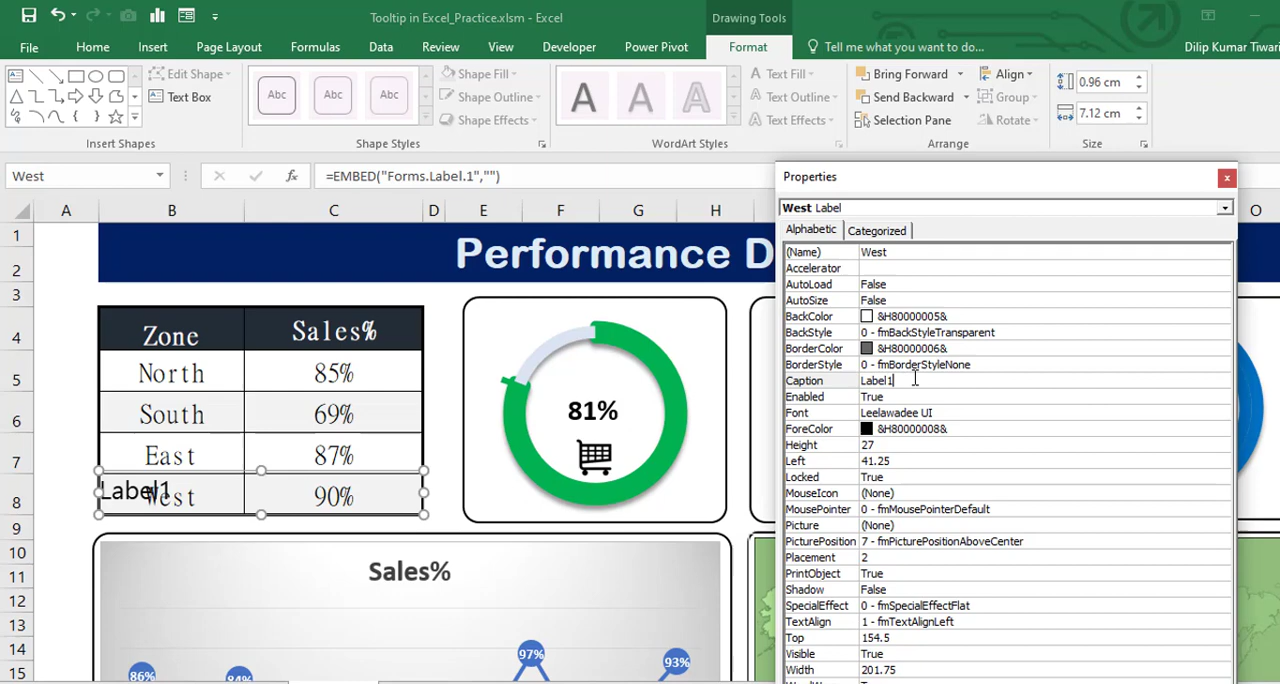 Tooltip in Excel_Practice.xlsm - Excel
Drawing Tools
File Home Insert Page Layout Formulas Data Review View Developer Power Pivot Format Tell me what you want to do... Dilip Kumar Tiwari
Edit Shape
Text Box
Insert Shapes
Abc Abc Abc
Shape Fill
Shape Outline
Shape Effects
Shape Styles
A A A
Text Fill
Text Outline
Text Effects
WordArt Styles
Bring Forward
Send Backward
Selection Pane
Align
Group
Rotate
Arrange
0.96 cm
7.12 cm
Size
West
fx
=EMBED("Forms.Label.1","")
A B C D E F G H O
1
2
3
4
5
6
7
8
9
10
11
12
13
14
15
Performance D
Zone Sales%
North 85%
South 69%
East 87%
West 90%
Label1
81%
Sales%
86%
84%
97%
93%
Properties
x
West Label
Alphabetic Categorized
(Name) West
Accelerator
AutoLoad False
AutoSize False
BackColor &H80000005&
BackStyle 0 - fmBackStyleTransparent
BorderColor &H80000006&
BorderStyle 0 - fmBorderStyleNone
Caption Label1
Enabled True
Font Leelawadee UI
ForeColor &H80000008&
Height 27
Left 41.25
Locked True
MouseIcon (None)
MousePointer 0 - fmMousePointerDefault
Picture (None)
PicturePosition 7 - fmPicturePositionAboveCenter
Placement 2
PrintObject True
Shadow False
SpecialEffect 0 - fmSpecialEffectFlat
TextAlign 1 - fmTextAlignLeft
Top 154.5
Visible True
Width 201.75